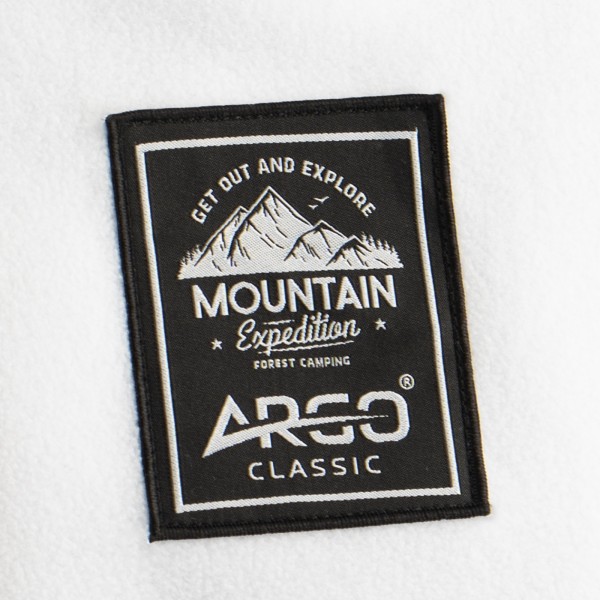 GET OUT AND EXPLORE
MOUNTAIN
Expedition
FOREST CAMPING
ARGO®
CLASSIC